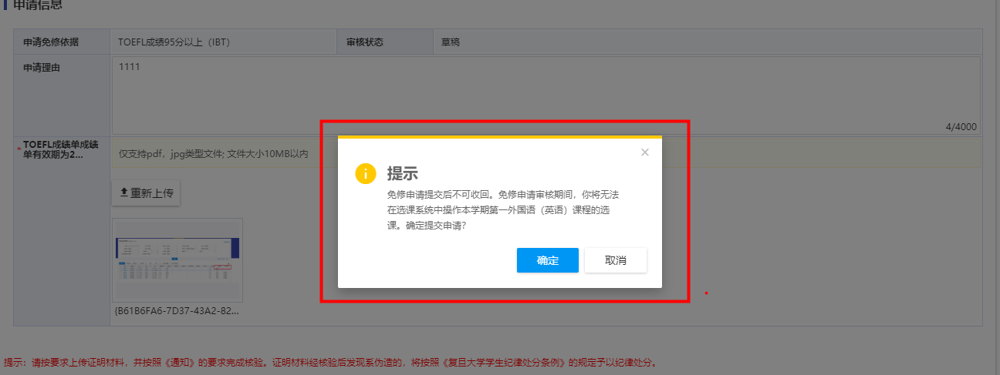 申请信息
申请免修依据 TOEFL成绩95分以上（IBT） 审核状态 草稿
申请理由 1111
4/4000
* TOEFL成绩单成绩
单有效期为2...
仅支持pdf，jpg类型文件; 文件大小10MB以内
重新上传
{B61B6FA6-7D37-43A2-82...
提示
免修申请提交后不可收回。免修申请审核期间，你将无法
在选课系统中操作本学期第一外国语（英语）课程的选
课。确定提交申请?
确定 取消
提示：请按要求上传证明材料，并按照《通知》的要求完成核验。证明材料经核验后发现系伪造的，将按照《复旦大学学生纪律处分条例》的规定予以纪律处分。